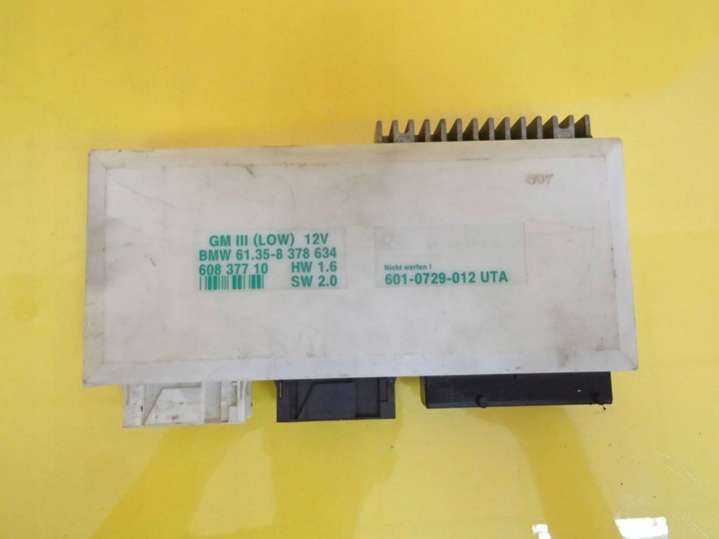 507
GM III (LOW) 12V
BMW 61.35-8 378 634
608 377 10 HW 1.6
SW 2.0
Nicht werfen !
601-0729-012 UTA